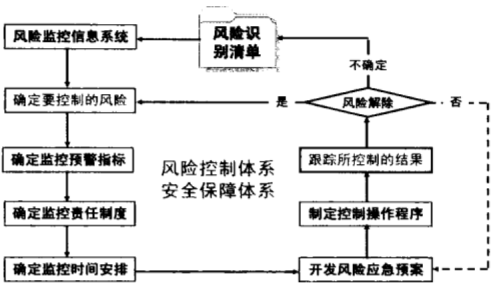 风险监控信息系统
风险识
别清单
不确定
确定要控制的风险
是
风险解除
否
确定监控预警指标
风险控制体系
安全保障体系
跟踪所控制的结果
确定监控责任制度
制定控制操作程序
确定监控时间安排
开发风险应急预案